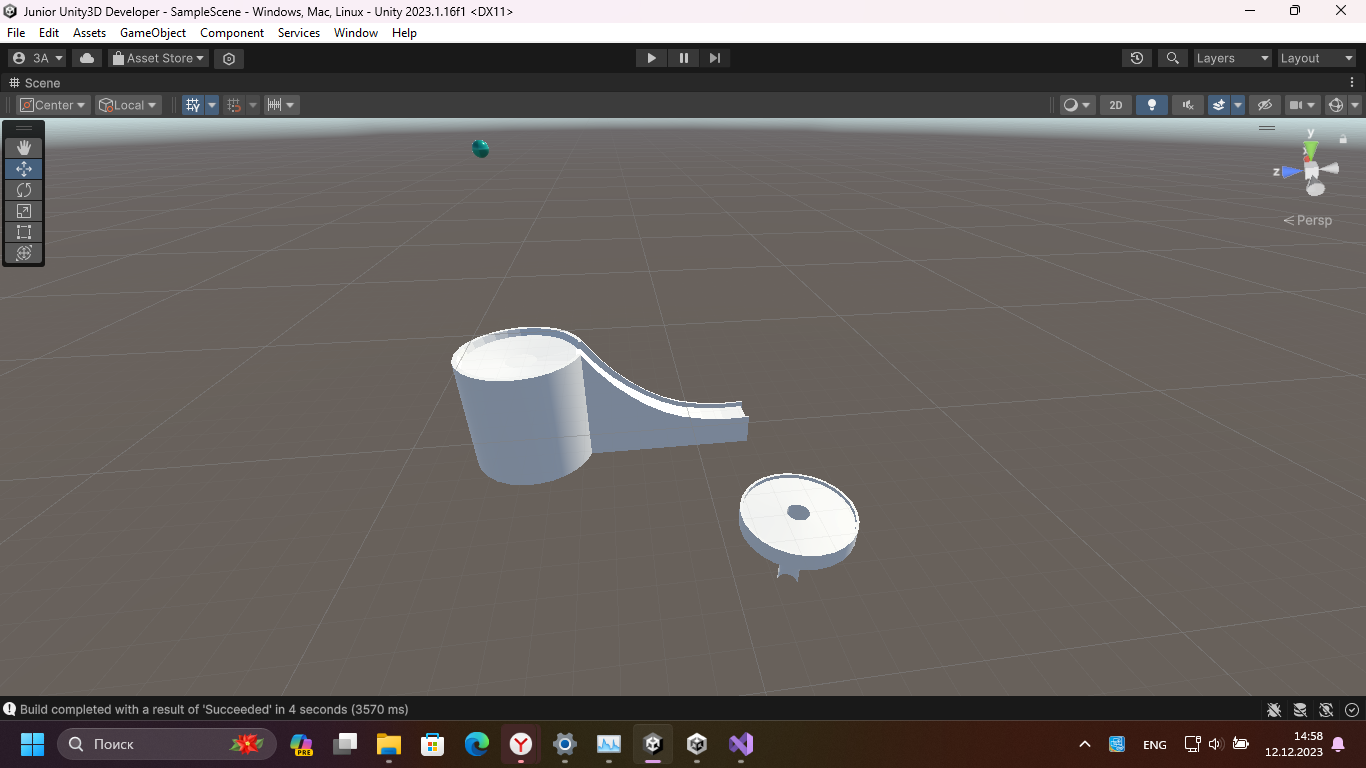 Junior Unity3D Developer - SampleScene - Windows, Mac, Linux - Unity 2023.1.16f1 <DX11>
File Edit Assets GameObject Component Services Window Help
3A Asset Store Layers Layout
Scene
Center Local 2D
y
x
z
Persp
Build completed with a result of 'Succeeded' in 4 seconds (3570 ms)
Поиск PRE ENG 14:58
12.12.2023